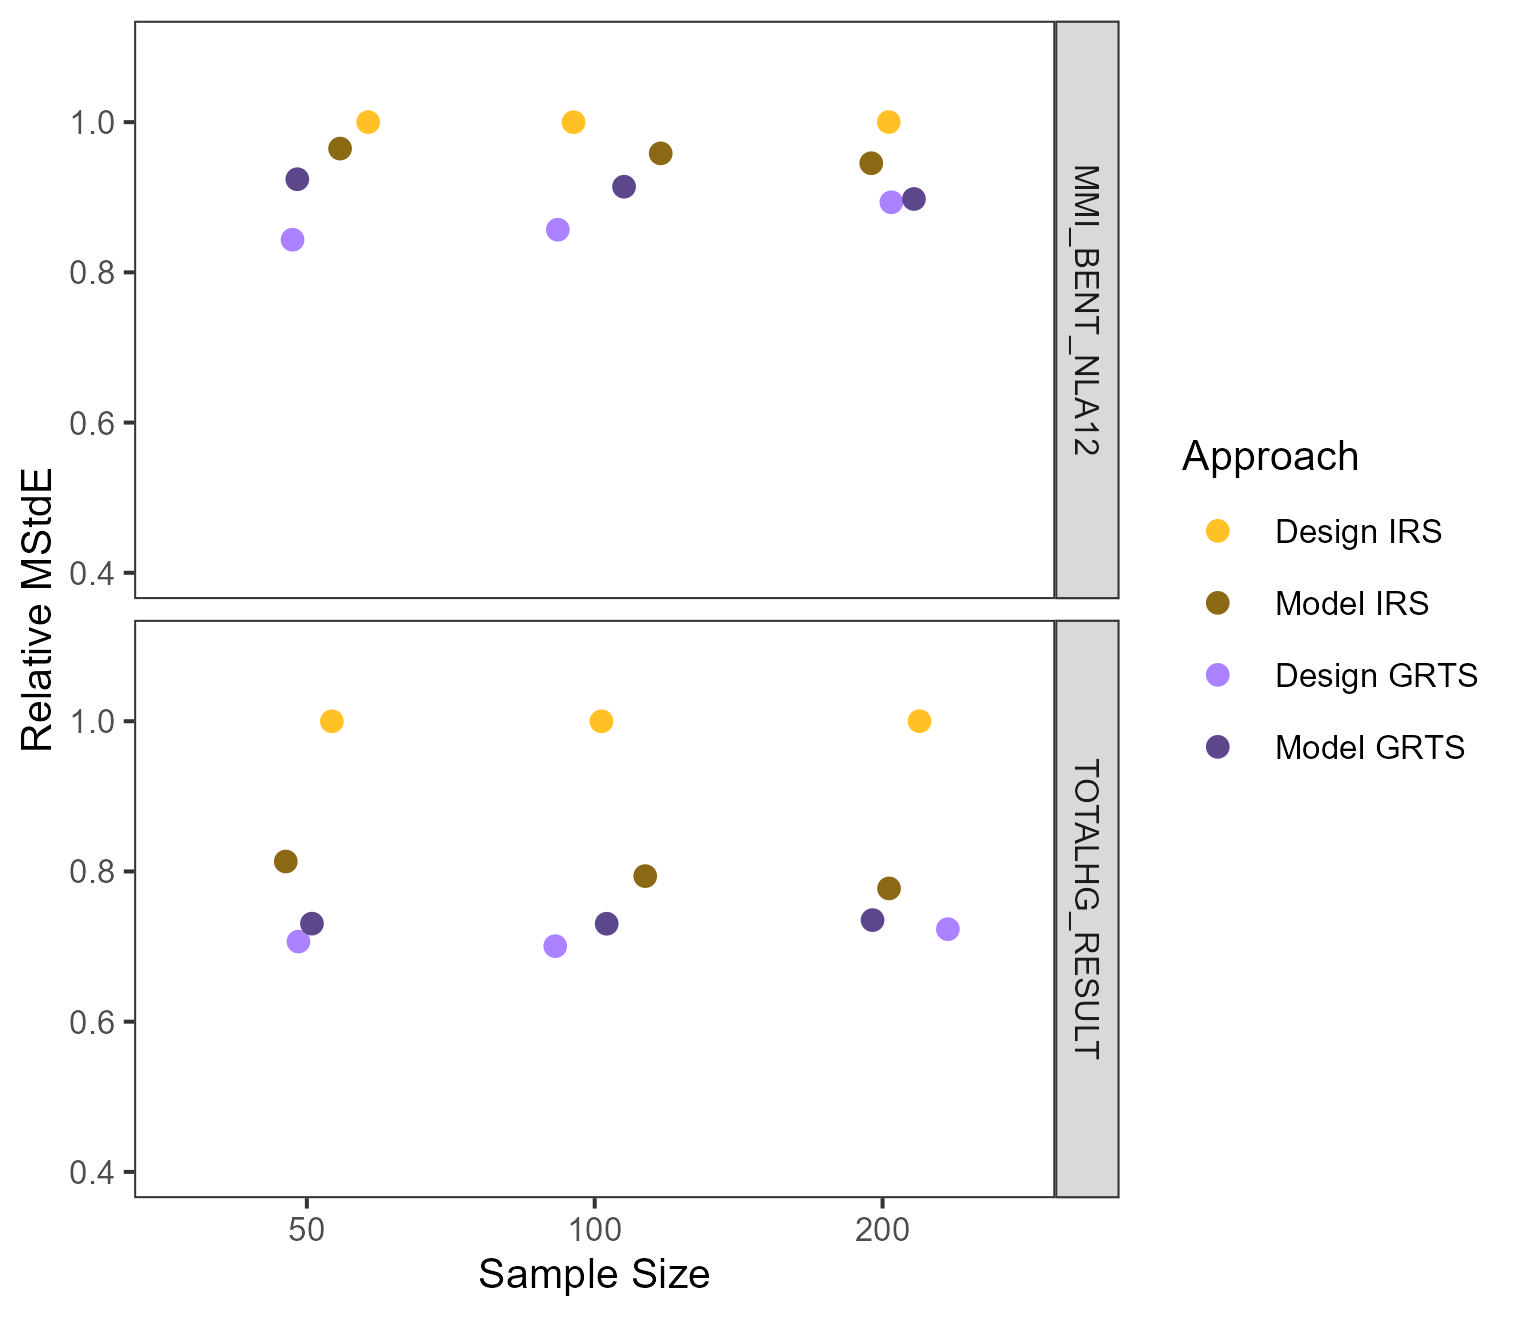 Relative MStdE
1.0
0.8
0.6
0.4
MMI_BENT_NLA12
1.0
0.8
0.6
0.4
TOTALHG_RESULT
50
100
200
Sample Size
Approach
Design IRS
Model IRS
Design GRTS
Model GRTS